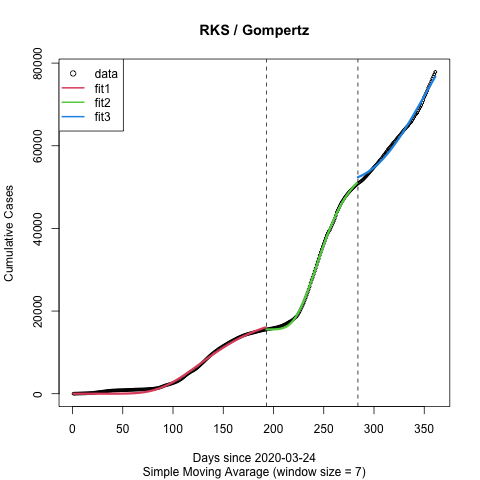 RKS / Gompertz
data
fit1
fit2
fit3
Cumulative Cases
80000
60000
40000
20000
0
0 50 100 150 200 250 300 350
Days since 2020-03-24
Simple Moving Avarage (window size = 7)